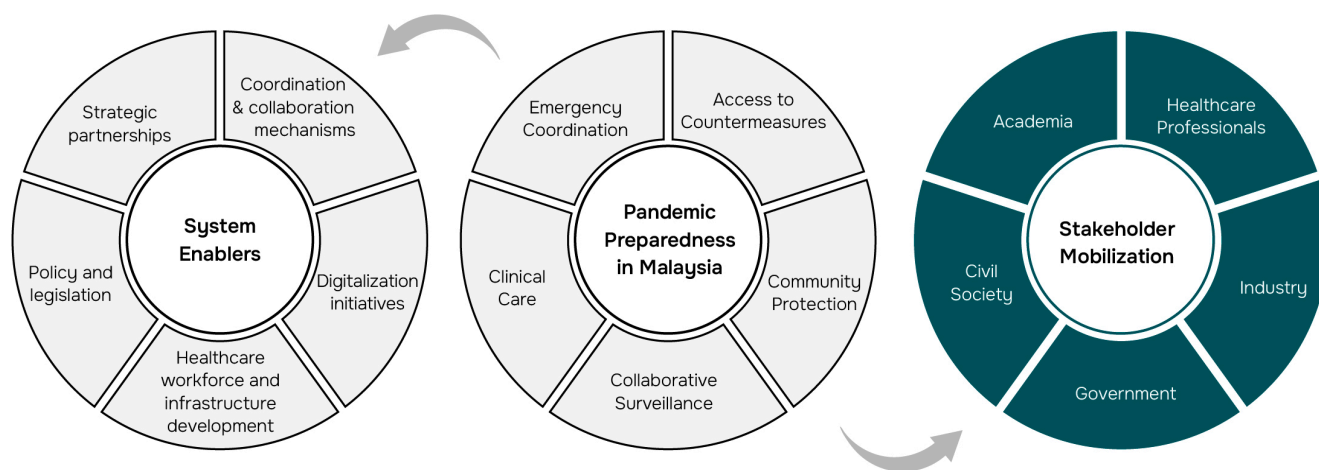 System
Enablers
Strategic
partnerships
Coordination
& collaboration
mechanisms
Digitalization
initiatives
Healthcare
workforce and
infrastructure
development
Policy and
legislation
Pandemic
Preparedness
in Malaysia
Emergency
Coordination
Access to
Countermeasures
Community
Protection
Collaborative
Surveillance
Clinical
Care
Stakeholder
Mobilization
Academia
Healthcare
Professionals
Industry
Government
Civil
Society